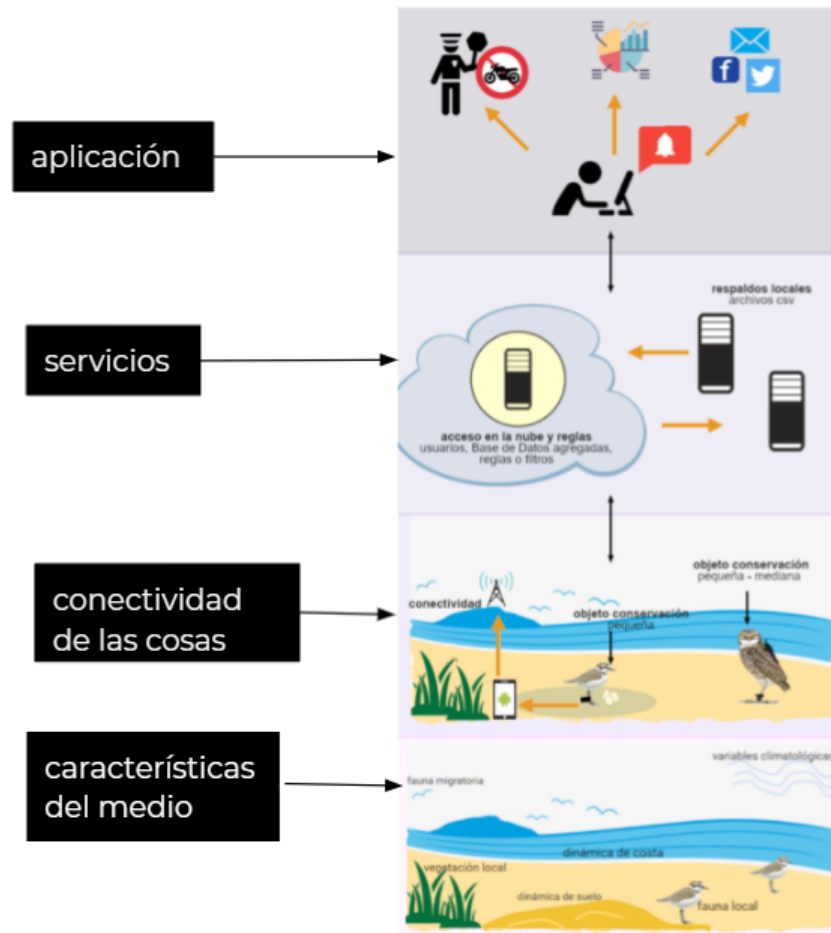 aplicación
servicios
respaldos locales
archivos csv
acceso en la nube y reglas
usuarios, Base de Datos agregadas,
reglas o filtros
conectividad
de las cosas
conectividad
objeto conservación
pequeña
objeto conservación
pequeña - mediana
características
del medio
fauna migratoria
variables climatológicas
dinámica de costa
vegetación local
dinámica de suelo
fauna local